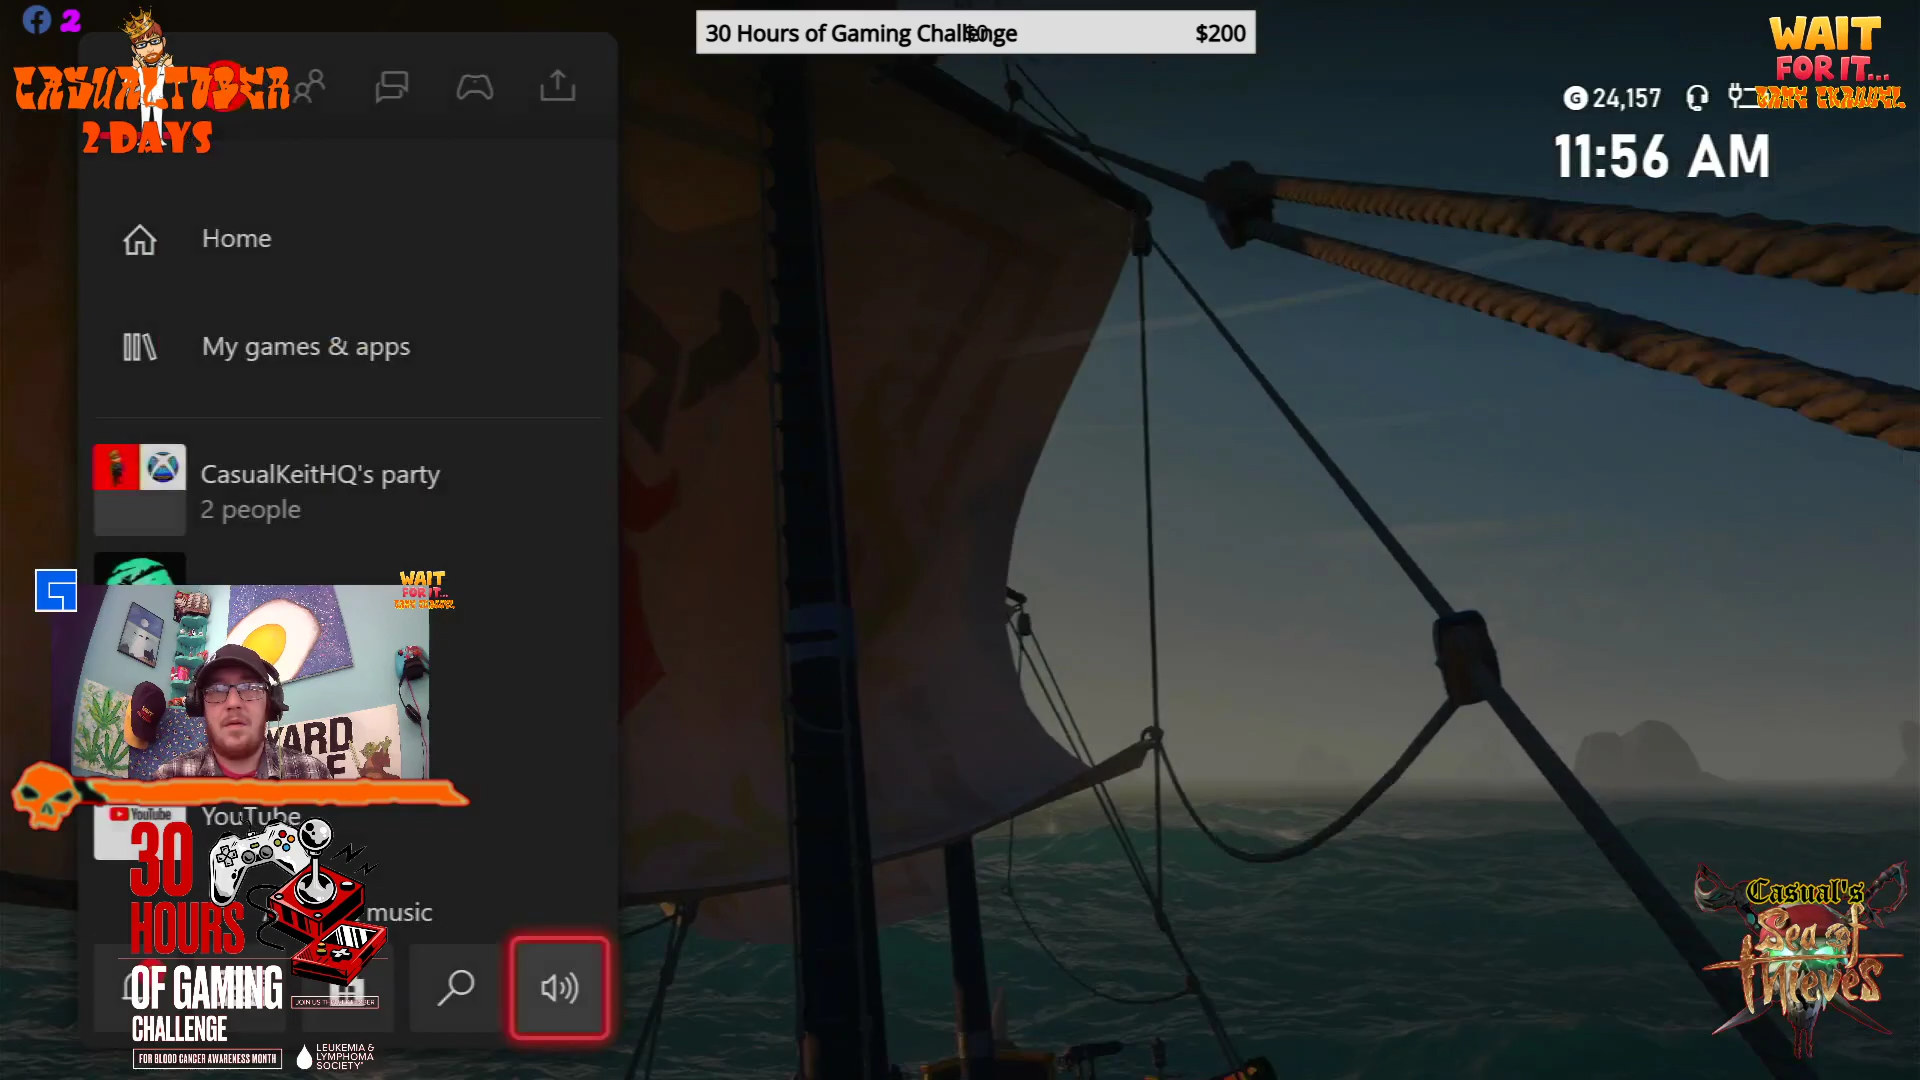 2
30 Hours of Gaming Challenge $0 $200
WAIT
FOR IT...
CASUALTOBER
2 DAYS
G 24,157
11:56 AM
Home
My games & apps
CasualKeitHQ's party
2 people
WAIT
FOR IT...
YARD
YouTube
YouTube
music
30
HOURS
OF GAMING
CHALLENGE
FOR BLOOD CANCER AWARENESS MONTH
LEUKEMIA &
LYMPHOMA
SOCIETY
Casual's
Sea of
Thieves